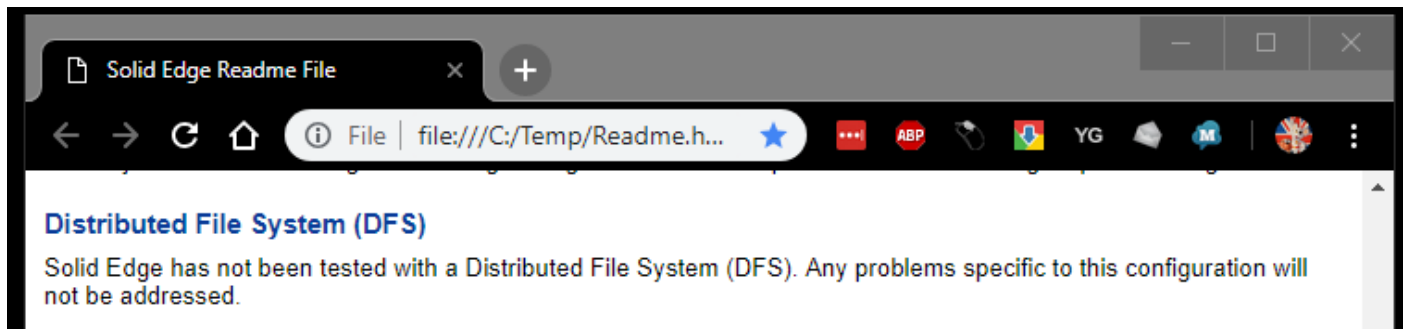 Solid Edge Readme File
File file:///C:/Temp/Readme.h...
ABP
YG
M
Distributed File System (DFS)
Solid Edge has not been tested with a Distributed File System (DFS). Any problems specific to this configuration will
not be addressed.